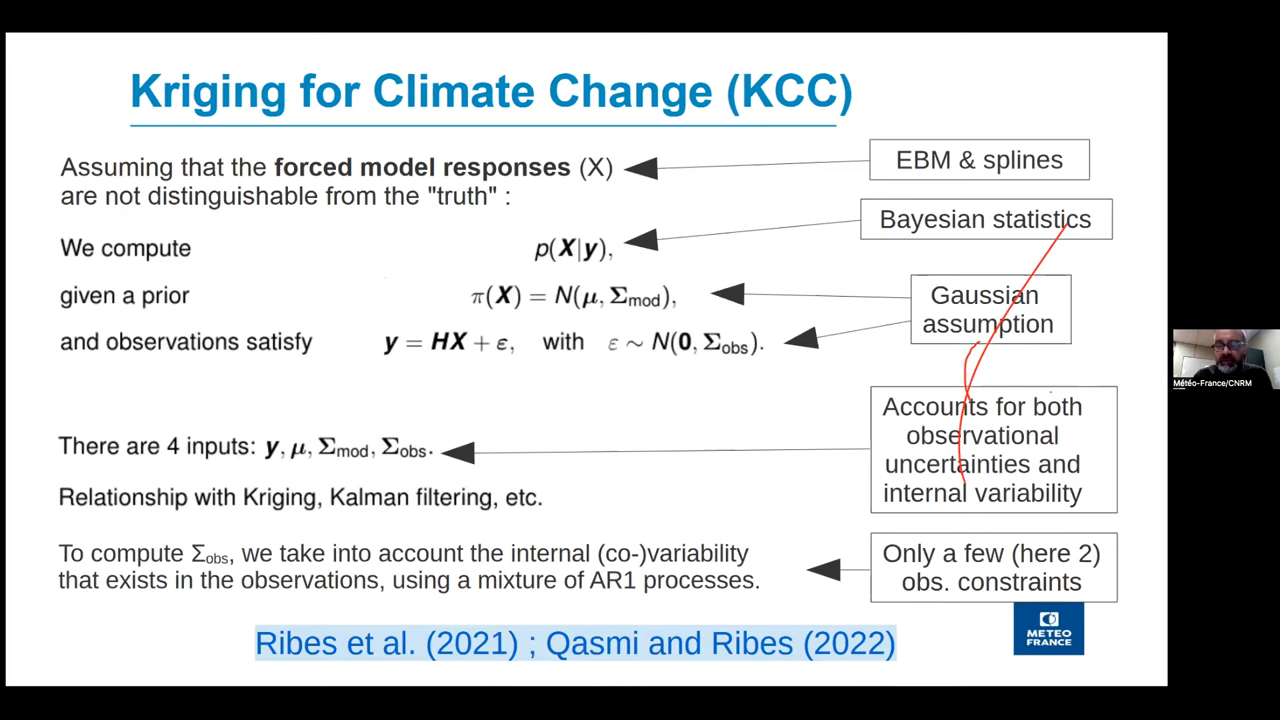 Kriging for Climate Change (KCC)
Assuming that the forced model responses (X)
are not distinguishable from the "truth" :
EBM & splines
Bayesian statistics
We compute p(X|y),
given a prior π(X) = N(μ, Σmod),
Gaussian
assumption
and observations satisfy y = HX + ε, with ε ~ N(0, Σobs).
Accounts for both
observational
uncertainties and
internal variability
There are 4 inputs: y, μ, Σmod, Σobs.
Relationship with Kriging, Kalman filtering, etc.
To compute Σobs, we take into account the internal (co-)variability
that exists in the observations, using a mixture of AR1 processes.
Only a few (here 2)
obs. constraints
METEO
FRANCE
Ribes et al. (2021) ; Qasmi and Ribes (2022)
Météo-France/CNRM